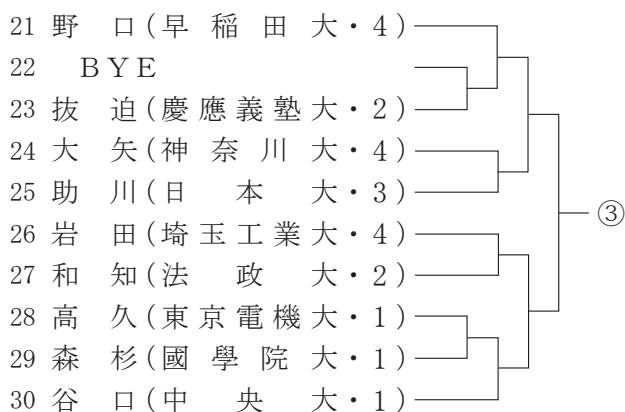 21 野口(早稲田大・4)
22 BYE
23 抜迫(慶應義塾大・2)
24 大矢(神奈川大・4)
25 助川(日本大・3)
26 岩田(埼玉工業大・4)
27 和知(法政大・2)
28 高久(東京電機大・1)
29 森杉(國學院大・1)
30 谷口(中央大・1)
③